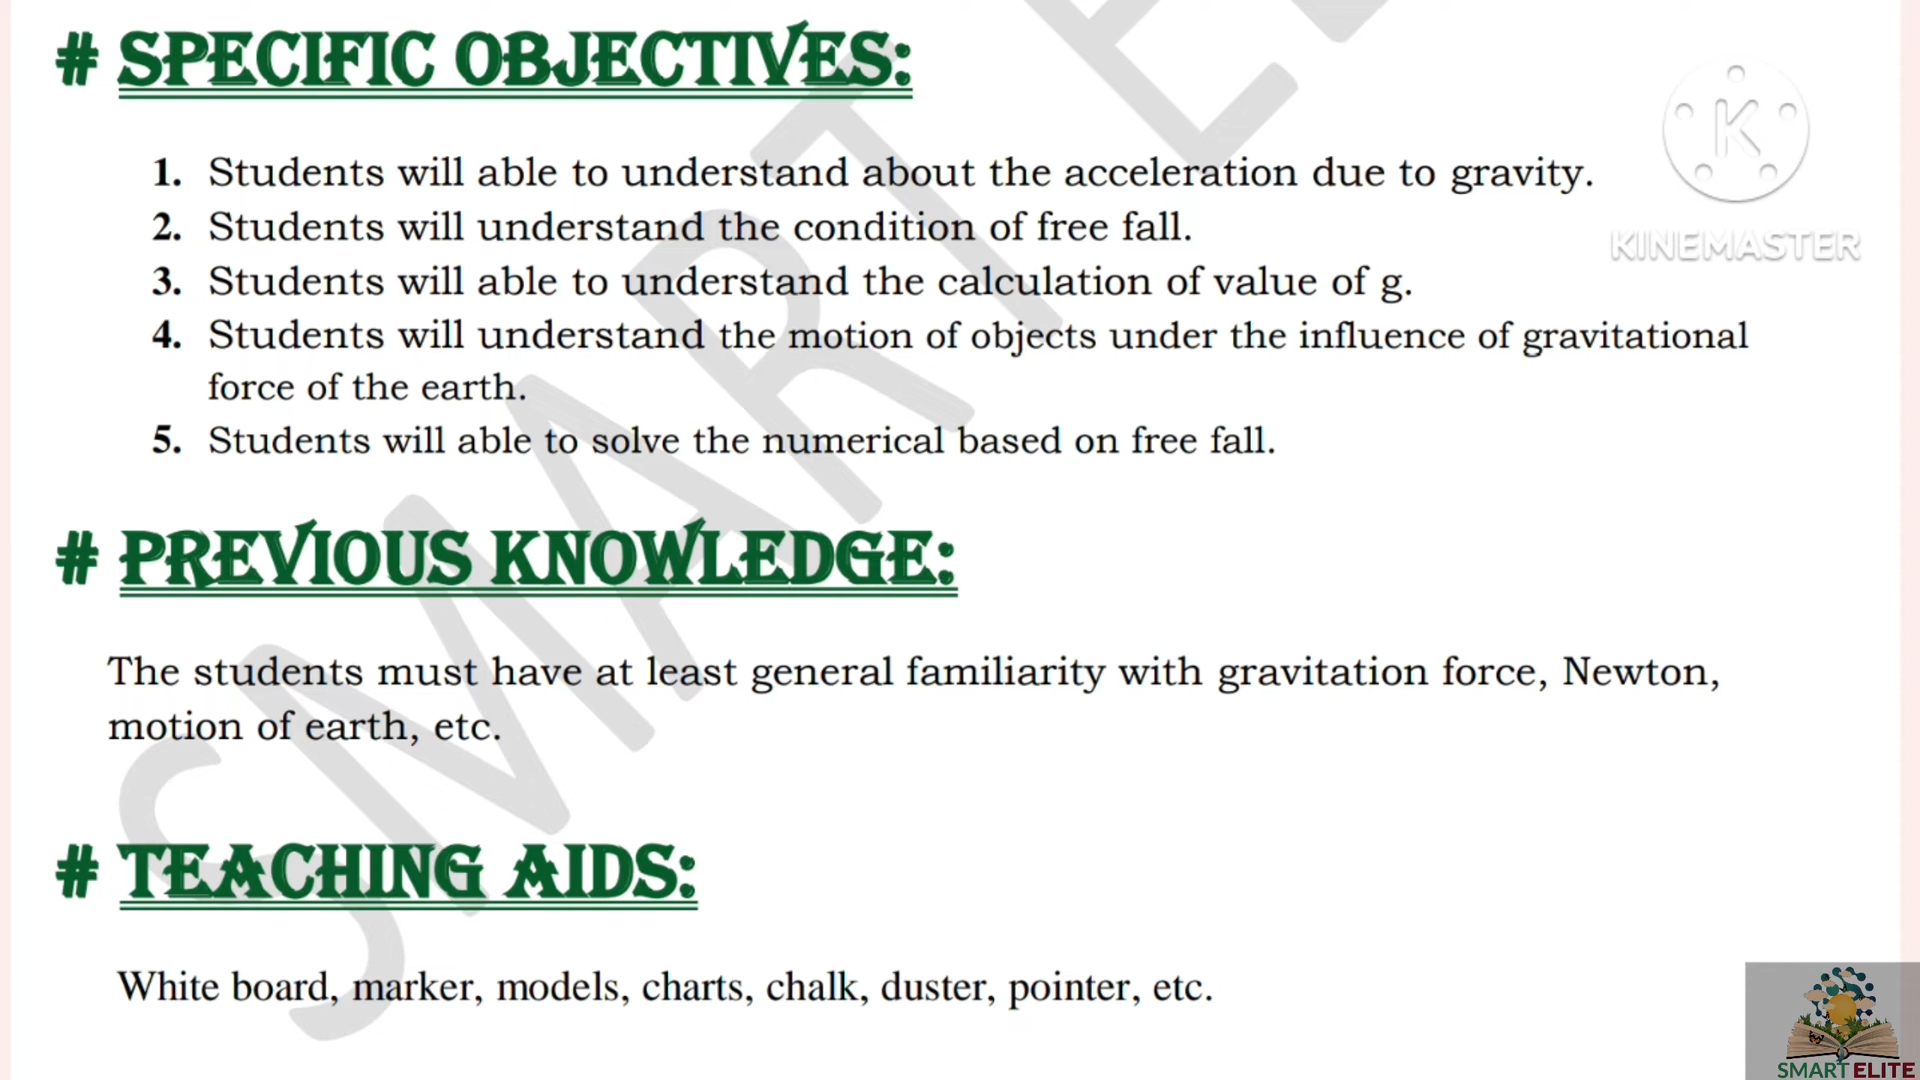 # SPECIFIC OBJECTIVES:
1. Students will able to understand about the acceleration due to gravity.
2. Students will understand the condition of free fall.
3. Students will able to understand the calculation of value of g.
4. Students will understand the motion of objects under the influence of gravitational
force of the earth.
5. Students will able to solve the numerical based on free fall.
K
KINEMASTER
# PREVIOUS KNOWLEDGE:
The students must have at least general familiarity with gravitation force, Newton,
motion of earth, etc.
# TEACHING AIDS:
White board, marker, models, charts, chalk, duster, pointer, etc.
SMART ELITE
SMART E